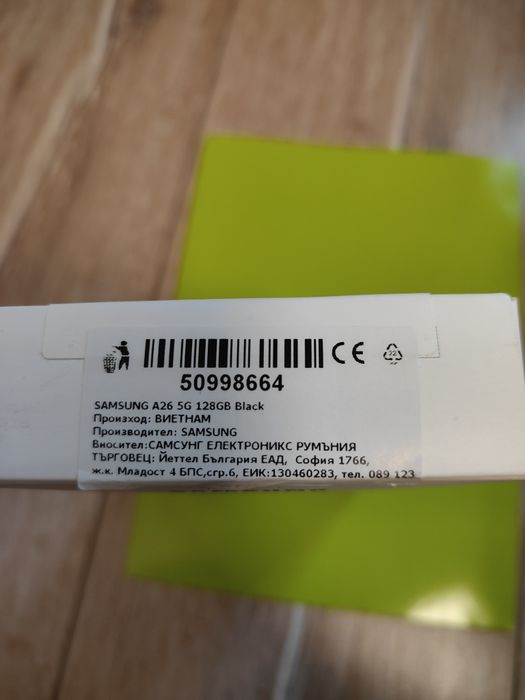 CE
22
50998664
SAMSUNG A26 5G 128GB Black
Произход: ВИЕТНАМ
Производител: SAMSUNG
Вносител:САМСУНГ ЕЛЕКТРОНИКС РУМЪНИЯ
ТЪРГОВЕЦ: Йеттел България ЕАД, София 1766,
ж.к. Младост 4 БПС,сгр.6, ЕИК:130460283, тел. 089 123